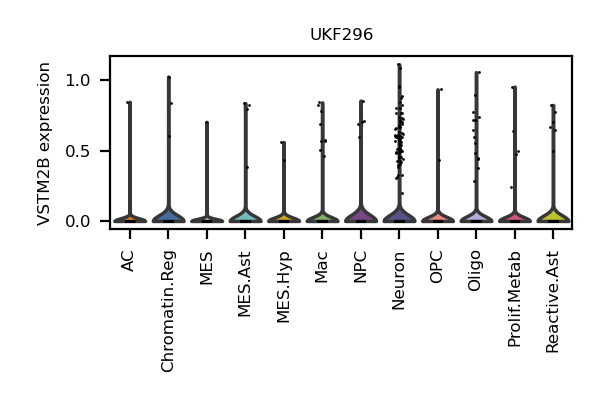 UKF296
VSTM2B expression
1.0
0.5
0.0
AC
Chromatin.Reg
MES
MES.Ast
MES.Hyp
Mac
NPC
Neuron
OPC
Oligo
Prolif.Metab
Reactive.Ast